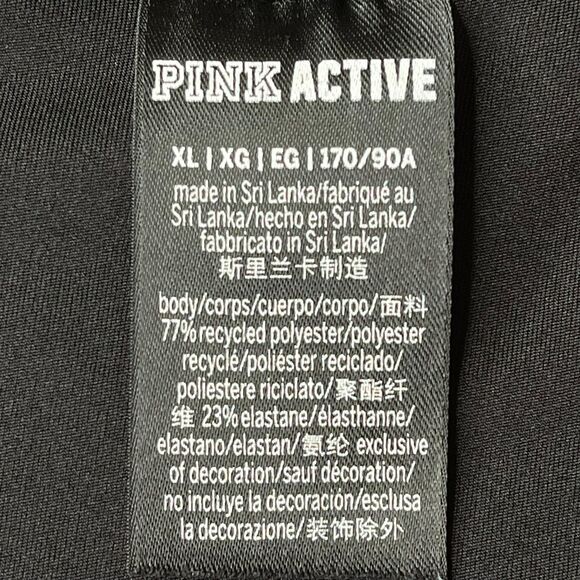 PINK ACTIVE
XL | XG | EG | 170/90A
made in Sri Lanka/fabriqué au
Sri Lanka/hecho en Sri Lanka/
fabbricato in Sri Lanka/
斯里兰卡制造
body/corps/cuerpo/corpo/面料
77% recycled polyester/polyester
recyclé/poliéster reciclado/
poliestere riciclato/聚酯纤
维 23% elastane/élasthanne/
elastano/elastan/氨纶 exclusive
of decoration/sauf décoration/
no incluye la decoración/esclusa
la decorazione/装饰除外